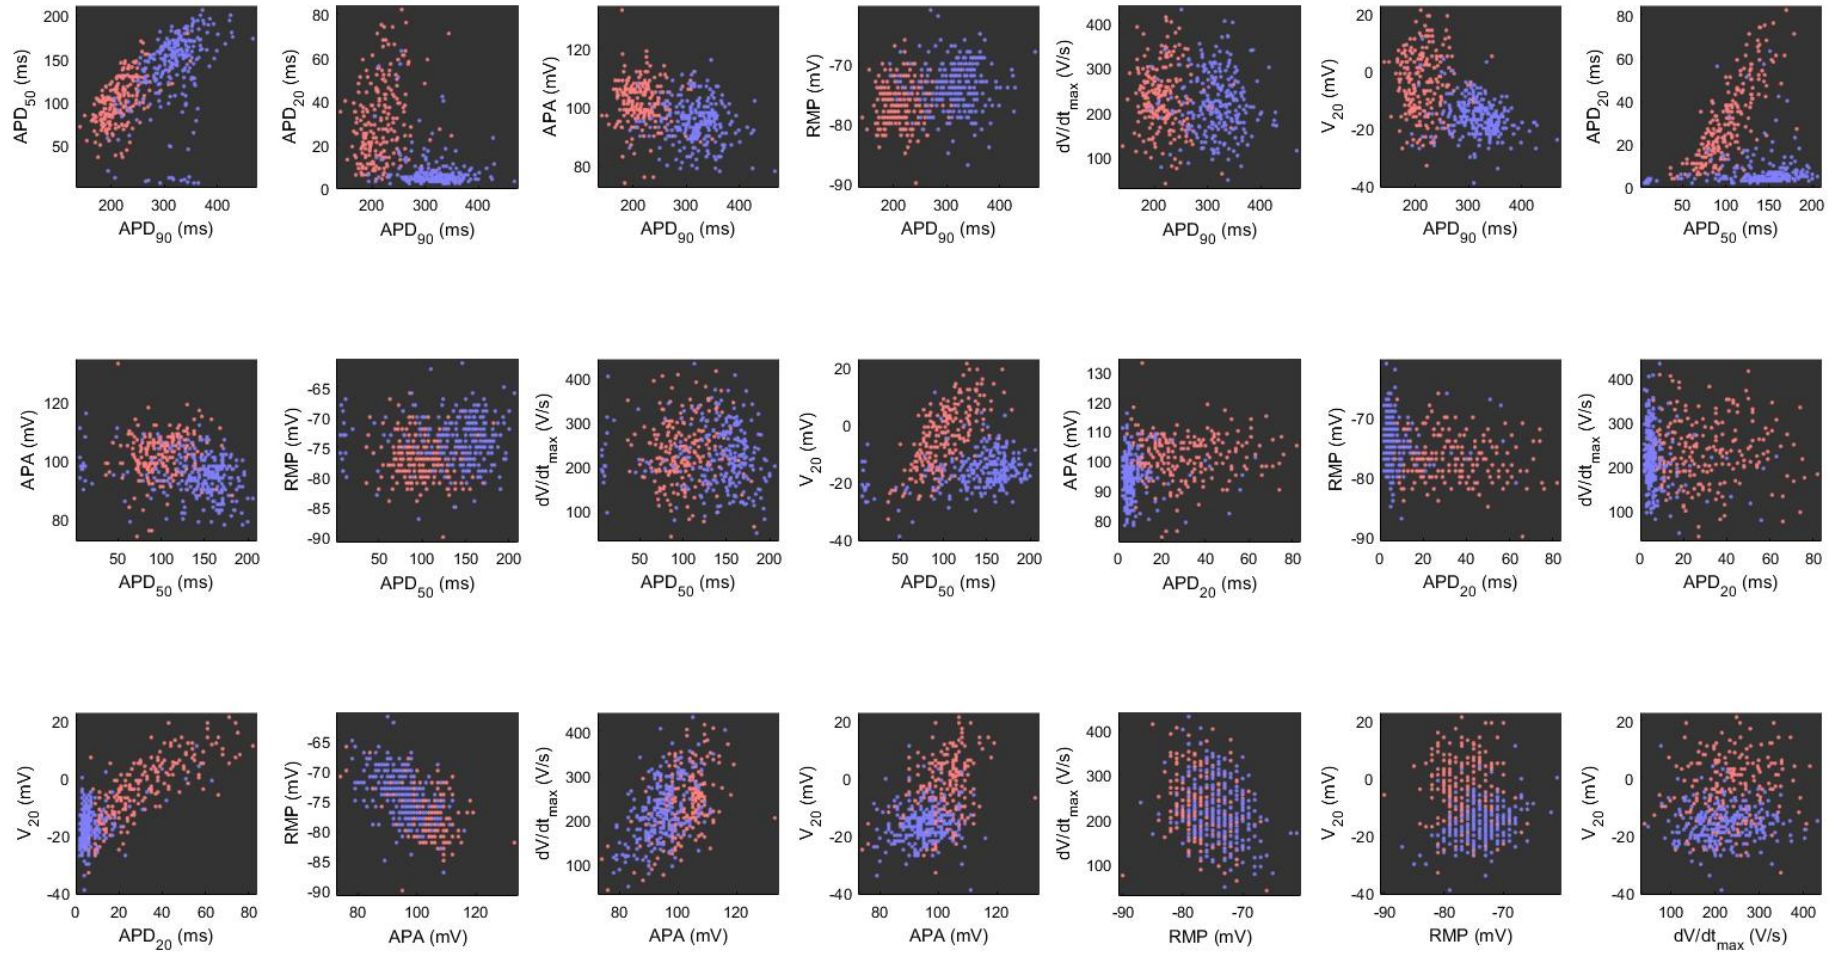 200
150
100
50
APD50 (ms)
200 300 400
APD90 (ms)
80
60
40
20
0
APD20 (ms)
200 300 400
APD90 (ms)
120
100
80
APA (mV)
200 300 400
APD90 (ms)
-70
-80
-90
RMP (mV)
200 300 400
APD90 (ms)
400
300
200
100
dV/dtmax (V/s)
200 300 400
APD90 (ms)
20
0
-20
-40
V20 (mV)
200 300 400
APD90 (ms)
80
60
40
20
0
APD20 (ms)
50 100 150 200
APD50 (ms)
120
100
80
APA (mV)
50 100 150 200
APD50 (ms)
-65
-70
-75
-80
-85
-90
RMP (mV)
50 100 150 200
APD50 (ms)
400
300
200
100
dV/dtmax (V/s)
50 100 150 200
APD50 (ms)
20
0
-20
-40
V20 (mV)
50 100 150 200
APD50 (ms)
130
120
110
100
90
80
APA (mV)
0 20 40 60 80
APD20 (ms)
-70
-80
-90
RMP (mV)
0 20 40 60 80
APD20 (ms)
400
300
200
100
dV/dtmax (V/s)
0 20 40 60 80
APD20 (ms)
20
0
-20
-40
V20 (mV)
0 20 40 60 80
APD20 (ms)
-65
-70
-75
-80
-85
-90
RMP (mV)
80 100 120
APA (mV)
400
300
200
100
dV/dtmax (V/s)
80 100 120
APA (mV)
20
0
-20
-40
V20 (mV)
80 100 120
APA (mV)
400
300
200
100
dV/dtmax (V/s)
-90 -80 -70
RMP (mV)
20
0
-20
-40
V20 (mV)
-90 -80 -70
RMP (mV)
20
0
-20
-40
V20 (mV)
100 200 300 400
dV/dtmax (V/s)